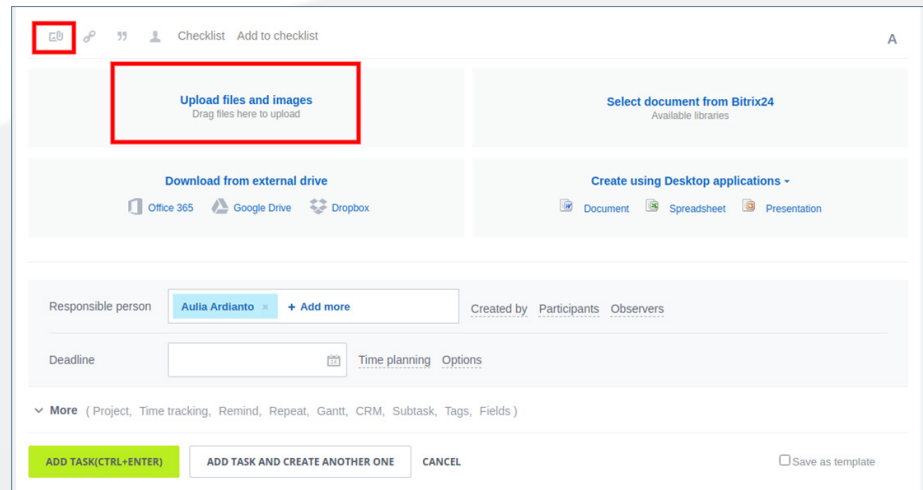 Checklist Add to checklist
A
Upload files and images
Drag files here to upload
Select document from Bitrix24
Available libraries
Download from external drive
Office 365 Google Drive Dropbox
Create using Desktop applications
Document Spreadsheet Presentation
Responsible person Aulia Ardianto × + Add more Created by Participants Observers
Deadline Time planning Options
More ( Project, Time tracking, Remind, Repeat, Gantt, CRM, Subtask, Tags, Fields )
ADD TASK(CTRL+ENTER) ADD TASK AND CREATE ANOTHER ONE CANCEL Save as template